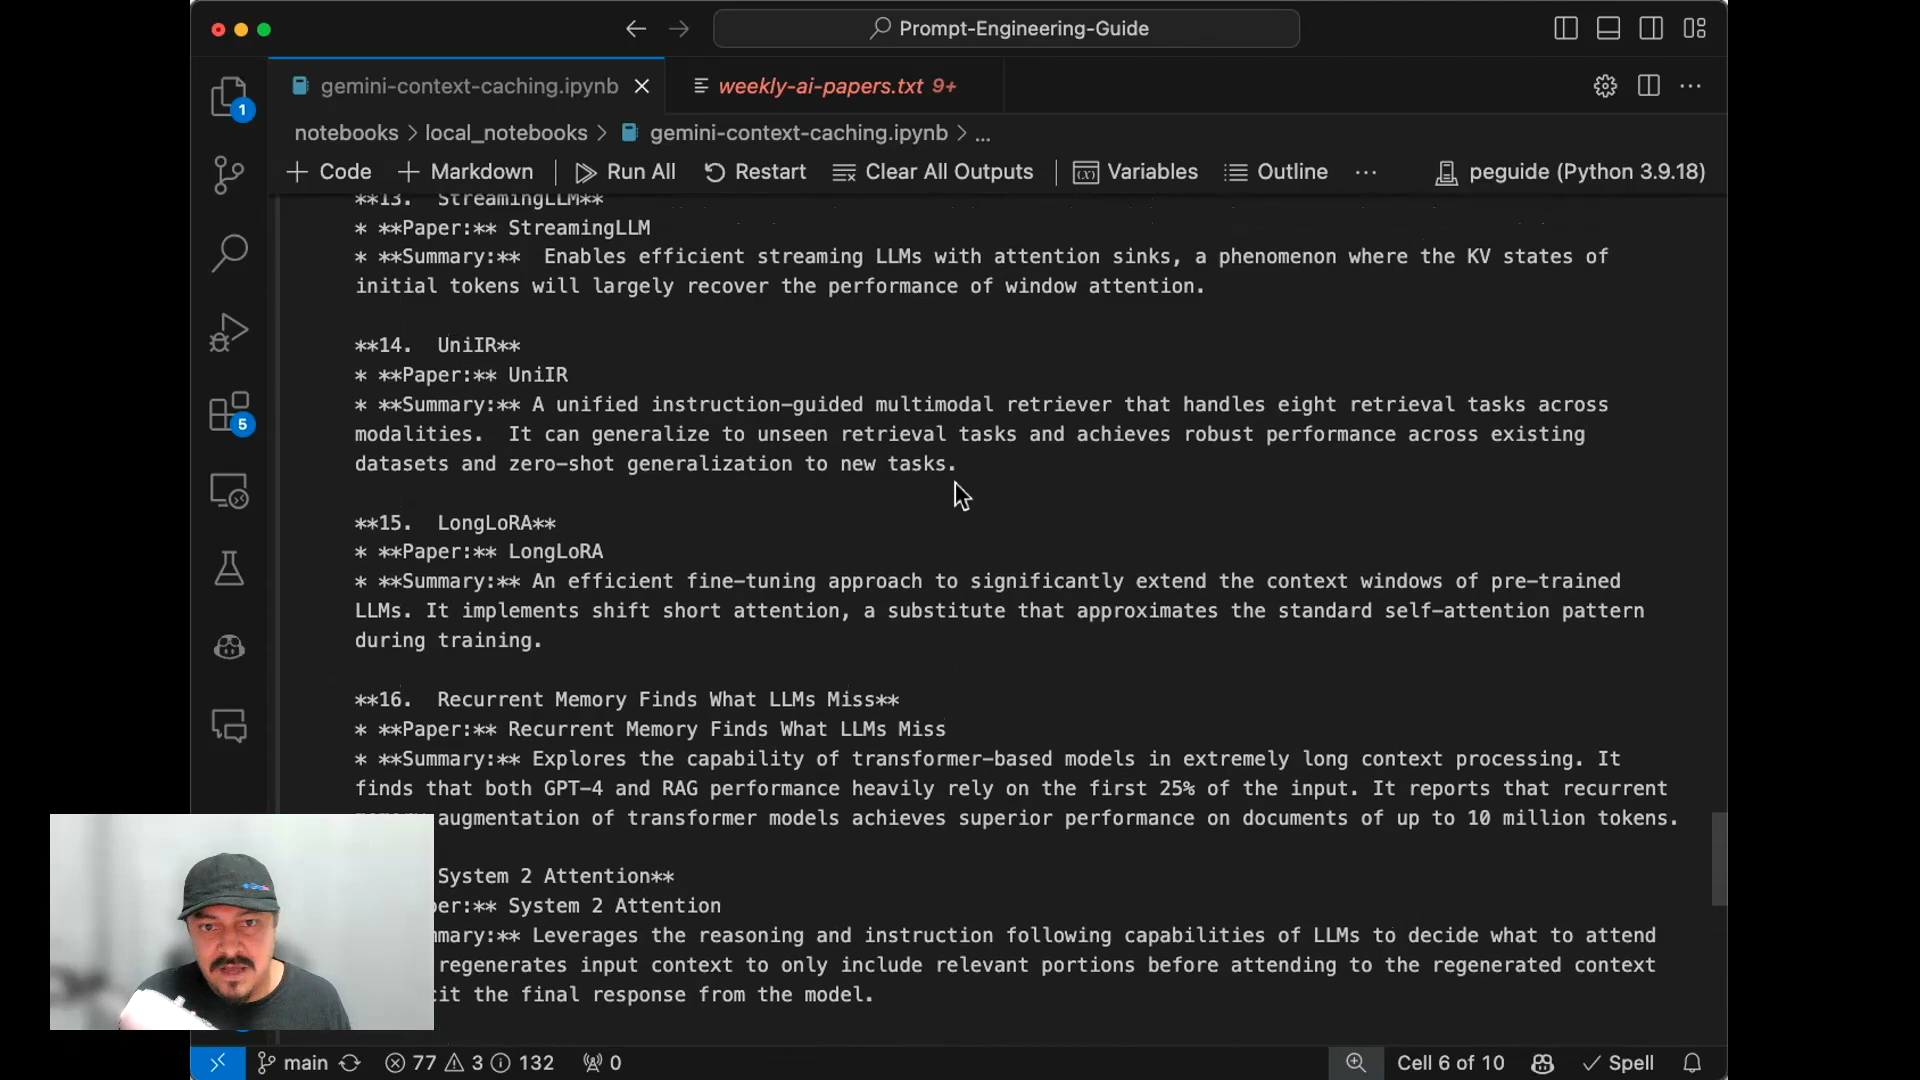 Prompt-Engineering-Guide
gemini-context-caching.ipynb
weekly-ai-papers.txt 9+
1
notebooks > local_notebooks > gemini-context-caching.ipynb > ...
Code Markdown Run All Restart Clear All Outputs Variables Outline ... peguide (Python 3.9.18)
**13. StreamingLLM**
* **Paper:** StreamingLLM
* **Summary:** Enables efficient streaming LLMs with attention sinks, a phenomenon where the KV states of
initial tokens will largely recover the performance of window attention.
**14. UniIR**
* **Paper:** UniIR
* **Summary:** A unified instruction-guided multimodal retriever that handles eight retrieval tasks across
modalities. It can generalize to unseen retrieval tasks and achieves robust performance across existing
datasets and zero-shot generalization to new tasks.
5
**15. LongLoRA**
* **Paper:** LongLoRA
* **Summary:** An efficient fine-tuning approach to significantly extend the context windows of pre-trained
LLMs. It implements shift short attention, a substitute that approximates the standard self-attention pattern
during training.
**16. Recurrent Memory Finds What LLMs Miss**
* **Paper:** Recurrent Memory Finds What LLMs Miss
* **Summary:** Explores the capability of transformer-based models in extremely long context processing. It
finds that both GPT-4 and RAG performance heavily rely on the first 25% of the input. It reports that recurrent
augmentation of transformer models achieves superior performance on documents of up to 10 million tokens.
System 2 Attention**
per:** System 2 Attention
mmary:** Leverages the reasoning and instruction following capabilities of LLMs to decide what to attend
regenerates input context to only include relevant portions before attending to the regenerated context
cit the final response from the model.
main 77 3 132 0 Cell 6 of 10 Spell